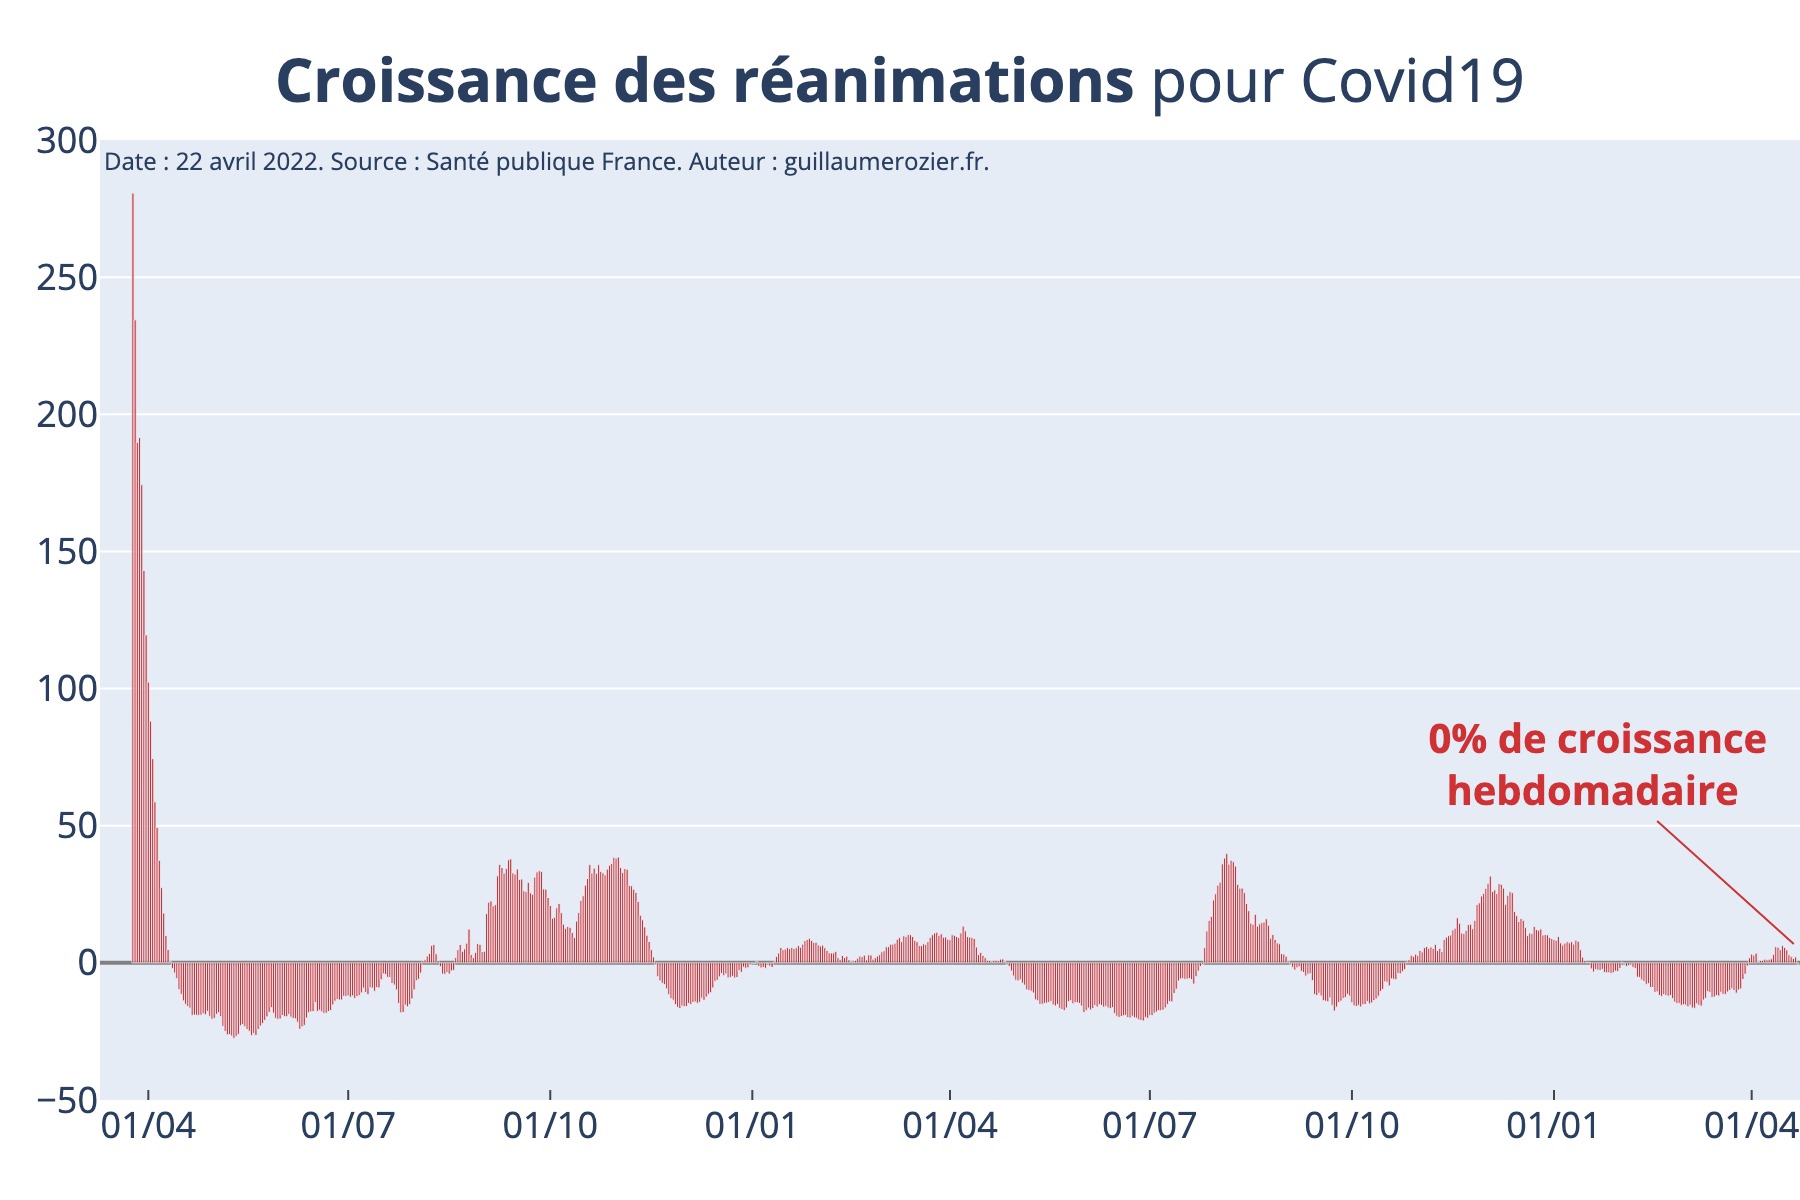 Croissance des réanimations pour Covid19
300
Date : 22 avril 2022. Source : Santé publique France. Auteur : guillaumerozier.fr.
250
200
150
100
0% de croissance
hebdomadaire
50
0
−50
01/04 01/07 01/10 01/01 01/04 01/07 01/10 01/01 01/04